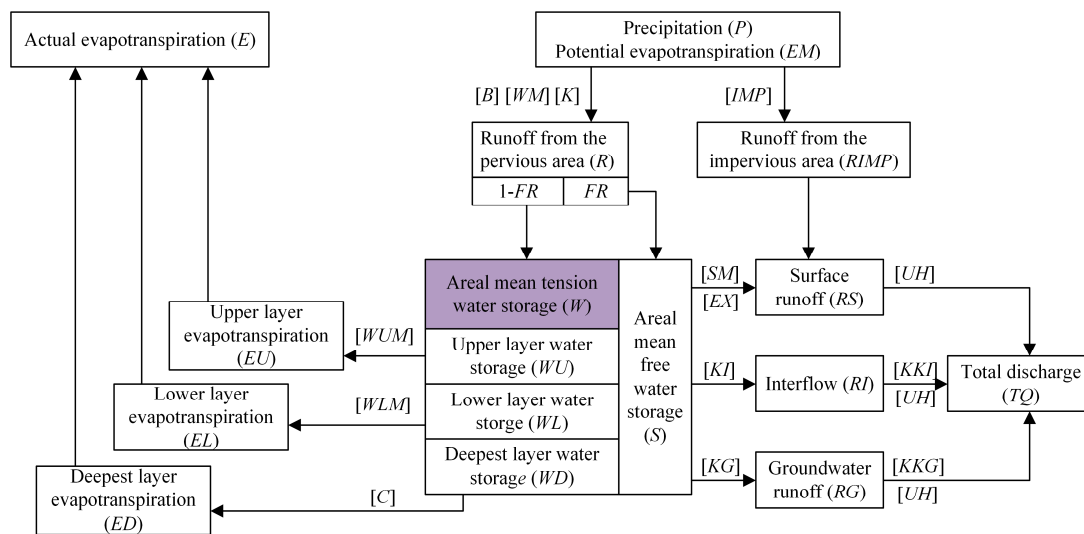 Actual evapotranspiration (E)
Precipitation (P)
Potential evapotranspiration (EM)
[B] [WM] [K]
[IMP]
Runoff from the
pervious area (R)
1-FR
FR
Runoff from the
impervious area (RIMP)
Areal mean tension
water storage (W)
Upper layer water
storage (WU)
Lower layer water
storge (WL)
Deepest layer water
storage (WD)
Areal
mean
free
water
storage
(S)
[SM]
[EX]
Surface
runoff (RS)
[UH]
Upper layer
evapotranspiration
(EU)
[WUM]
[KI]
Interflow (RI)
[KKI]
[UH]
Total discharge
(TQ)
Lower layer
evapotranspiration
(EL)
[WLM]
[KG]
Groundwater
runoff (RG)
[KKG]
[UH]
Deepest layer
evapotranspiration
(ED)
[C]